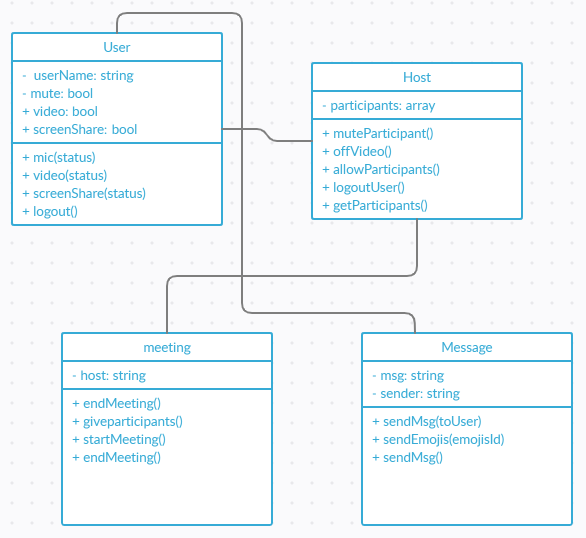 User
- userName: string
- mute: bool
+ video: bool
+ screenShare: bool
+ mic(status)
+ video(status)
+ screenShare(status)
+ logout()
Host
- participants: array
+ muteParticipant()
+ offVideo()
+ allowParticipants()
+ logoutUser()
+ getParticipants()
meeting
- host: string
+ endMeeting()
+ giveparticipants()
+ startMeeting()
+ endMeeting()
Message
- msg: string
- sender: string
+ sendMsg(toUser)
+ sendEmojis(emojisId)
+ sendMsg()